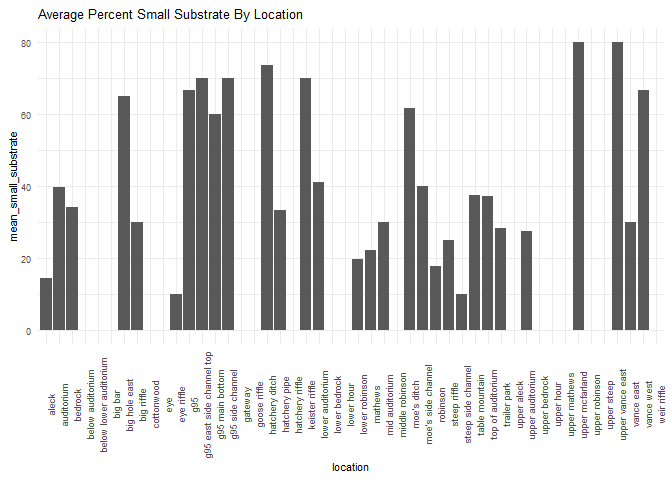 Average Percent Small Substrate By Location
mean_small_substrate
80
60
40
20
0
aleck
auditorium
bedrock
below auditorium
below lower auditorium
big bar
big hole east
big riffle
cottonwood
eye
eye riffle
g95
g95 east side channel top
g95 main bottom
g95 side channel
gateway
goose riffle
hatchery ditch
hatchery pipe
hatchery riffle
keister riffle
lower auditorium
lower bedrock
lower hour
lower robinson
mathews
mid auditorium
middle robinson
moe's ditch
moe's side channel
robinson
steep riffle
steep side channel
table mountain
top of auditorium
trailer park
upper aleck
upper auditorium
upper bedrock
upper hour
upper mathews
upper mcfarland
upper robinson
upper steep
upper vance east
vance east
vance west
weir riffle
location